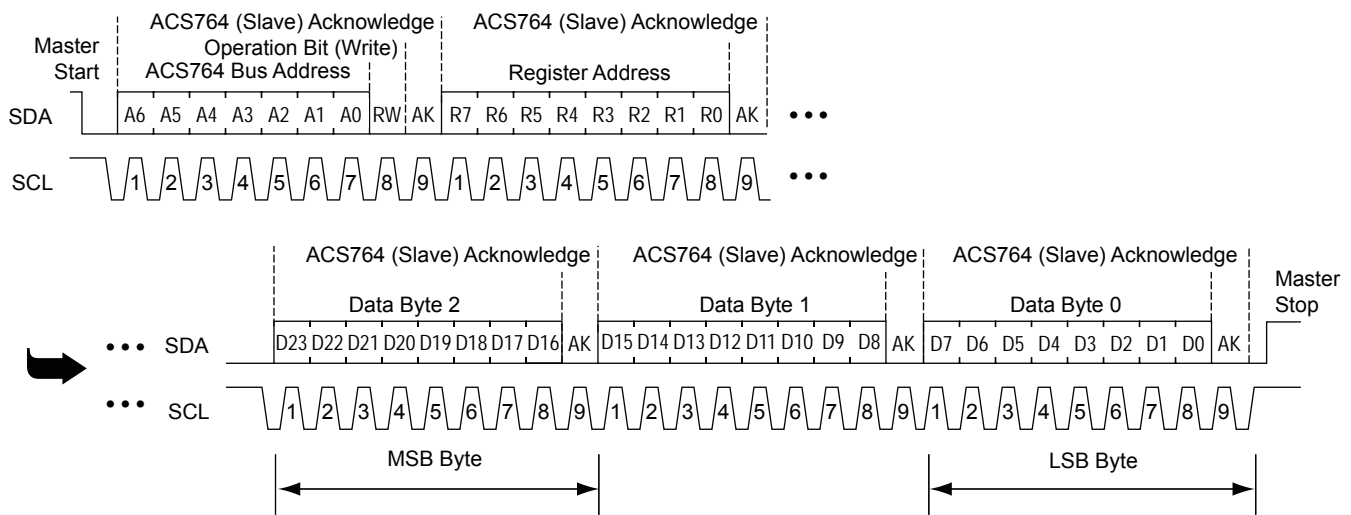 ACS764 (Slave) Acknowledge ACS764 (Slave) Acknowledge
Master Start
Operation Bit (Write)
ACS764 Bus Address Register Address
SDA A6 A5 A4 A3 A2 A1 A0 RW AK R7 R6 R5 R4 R3 R2 R1 R0 AK •••
SCL 1 2 3 4 5 6 7 8 9 1 2 3 4 5 6 7 8 9 •••
ACS764 (Slave) Acknowledge ACS764 (Slave) Acknowledge ACS764 (Slave) Acknowledge
Master Stop
Data Byte 2 Data Byte 1 Data Byte 0
••• SDA D23 D22 D21 D20 D19 D18 D17 D16 AK D15 D14 D13 D12 D11 D10 D9 D8 AK D7 D6 D5 D4 D3 D2 D1 D0 AK
••• SCL 1 2 3 4 5 6 7 8 9 1 2 3 4 5 6 7 8 9 1 2 3 4 5 6 7 8 9
MSB Byte LSB Byte